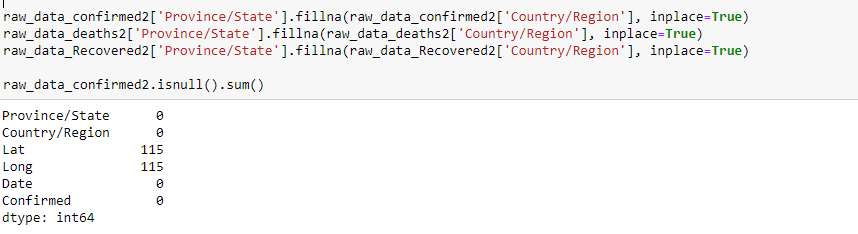 raw_data_confirmed2['Province/State'].fillna(raw_data_confirmed2['Country/Region'], inplace=True)
raw_data_deaths2['Province/State'].fillna(raw_data_deaths2['Country/Region'], inplace=True)
raw_data_Recovered2['Province/State'].fillna(raw_data_Recovered2['Country/Region'], inplace=True)
raw_data_confirmed2.isnull().sum()
Province/State 0
Country/Region 0
Lat 115
Long 115
Date 0
Confirmed 0
dtype: int64